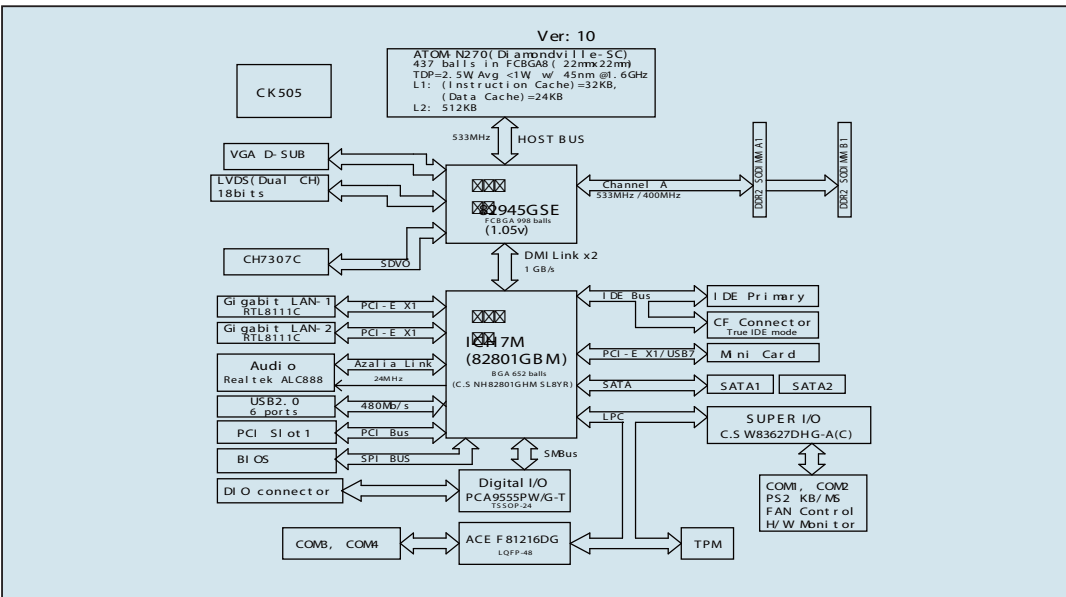 Ver: 10
ATOM-N270(Diamondville-SC)
437 balls in FCBGA8( 22mmx22mm)
TDP=2.5W,Avg <1W, w/ 45nm @1.6GHz
L1: (Instruction Cache)=32KB,
(Data Cache)=24KB
L2: 512KB
CK505
533MHz
HOST BUS
VGA D-SUB
LVDS(Dual CH)
18bits
CH7307C
SDVO
82945GSE
FCBGA 998 balls
(1.05v)
Channel A
533MHz / 400MHz
DDR2 SODIMM A1
DDR2 SODIMM B1
DMI Link x2
1 GB/s
Gigabit LAN-1
RTL8111C
PCI-E X1
Gigabit LAN-2
RTL8111C
PCI-E X1
Audio
Realtek ALC888
Azalia Link
24MHz
USB2.0
6 ports
480Mb/s
PCI Slot1
PCI Bus
BIOS
SPI BUS
ICH7M
(82801GBM)
BGA 652 balls
(C.S NH82801GHM SL8YR)
IDE Bus
IDE Primary
CF Connector
True IDE mode
PCI-E X1/USB7
Mini Card
SATA
SATA1
SATA2
LPC
SUPER I/O
C.S W83627DHG-A(C)
SMBus
DIO connector
Digital I/O
PCA9555PW/G-T
TSSOP-24
COM1, COM2
PS2 KB/MS
FAN Control
H/W Monitor
COM3, COM4
ACE F81216DG
LQFP-48
TPM